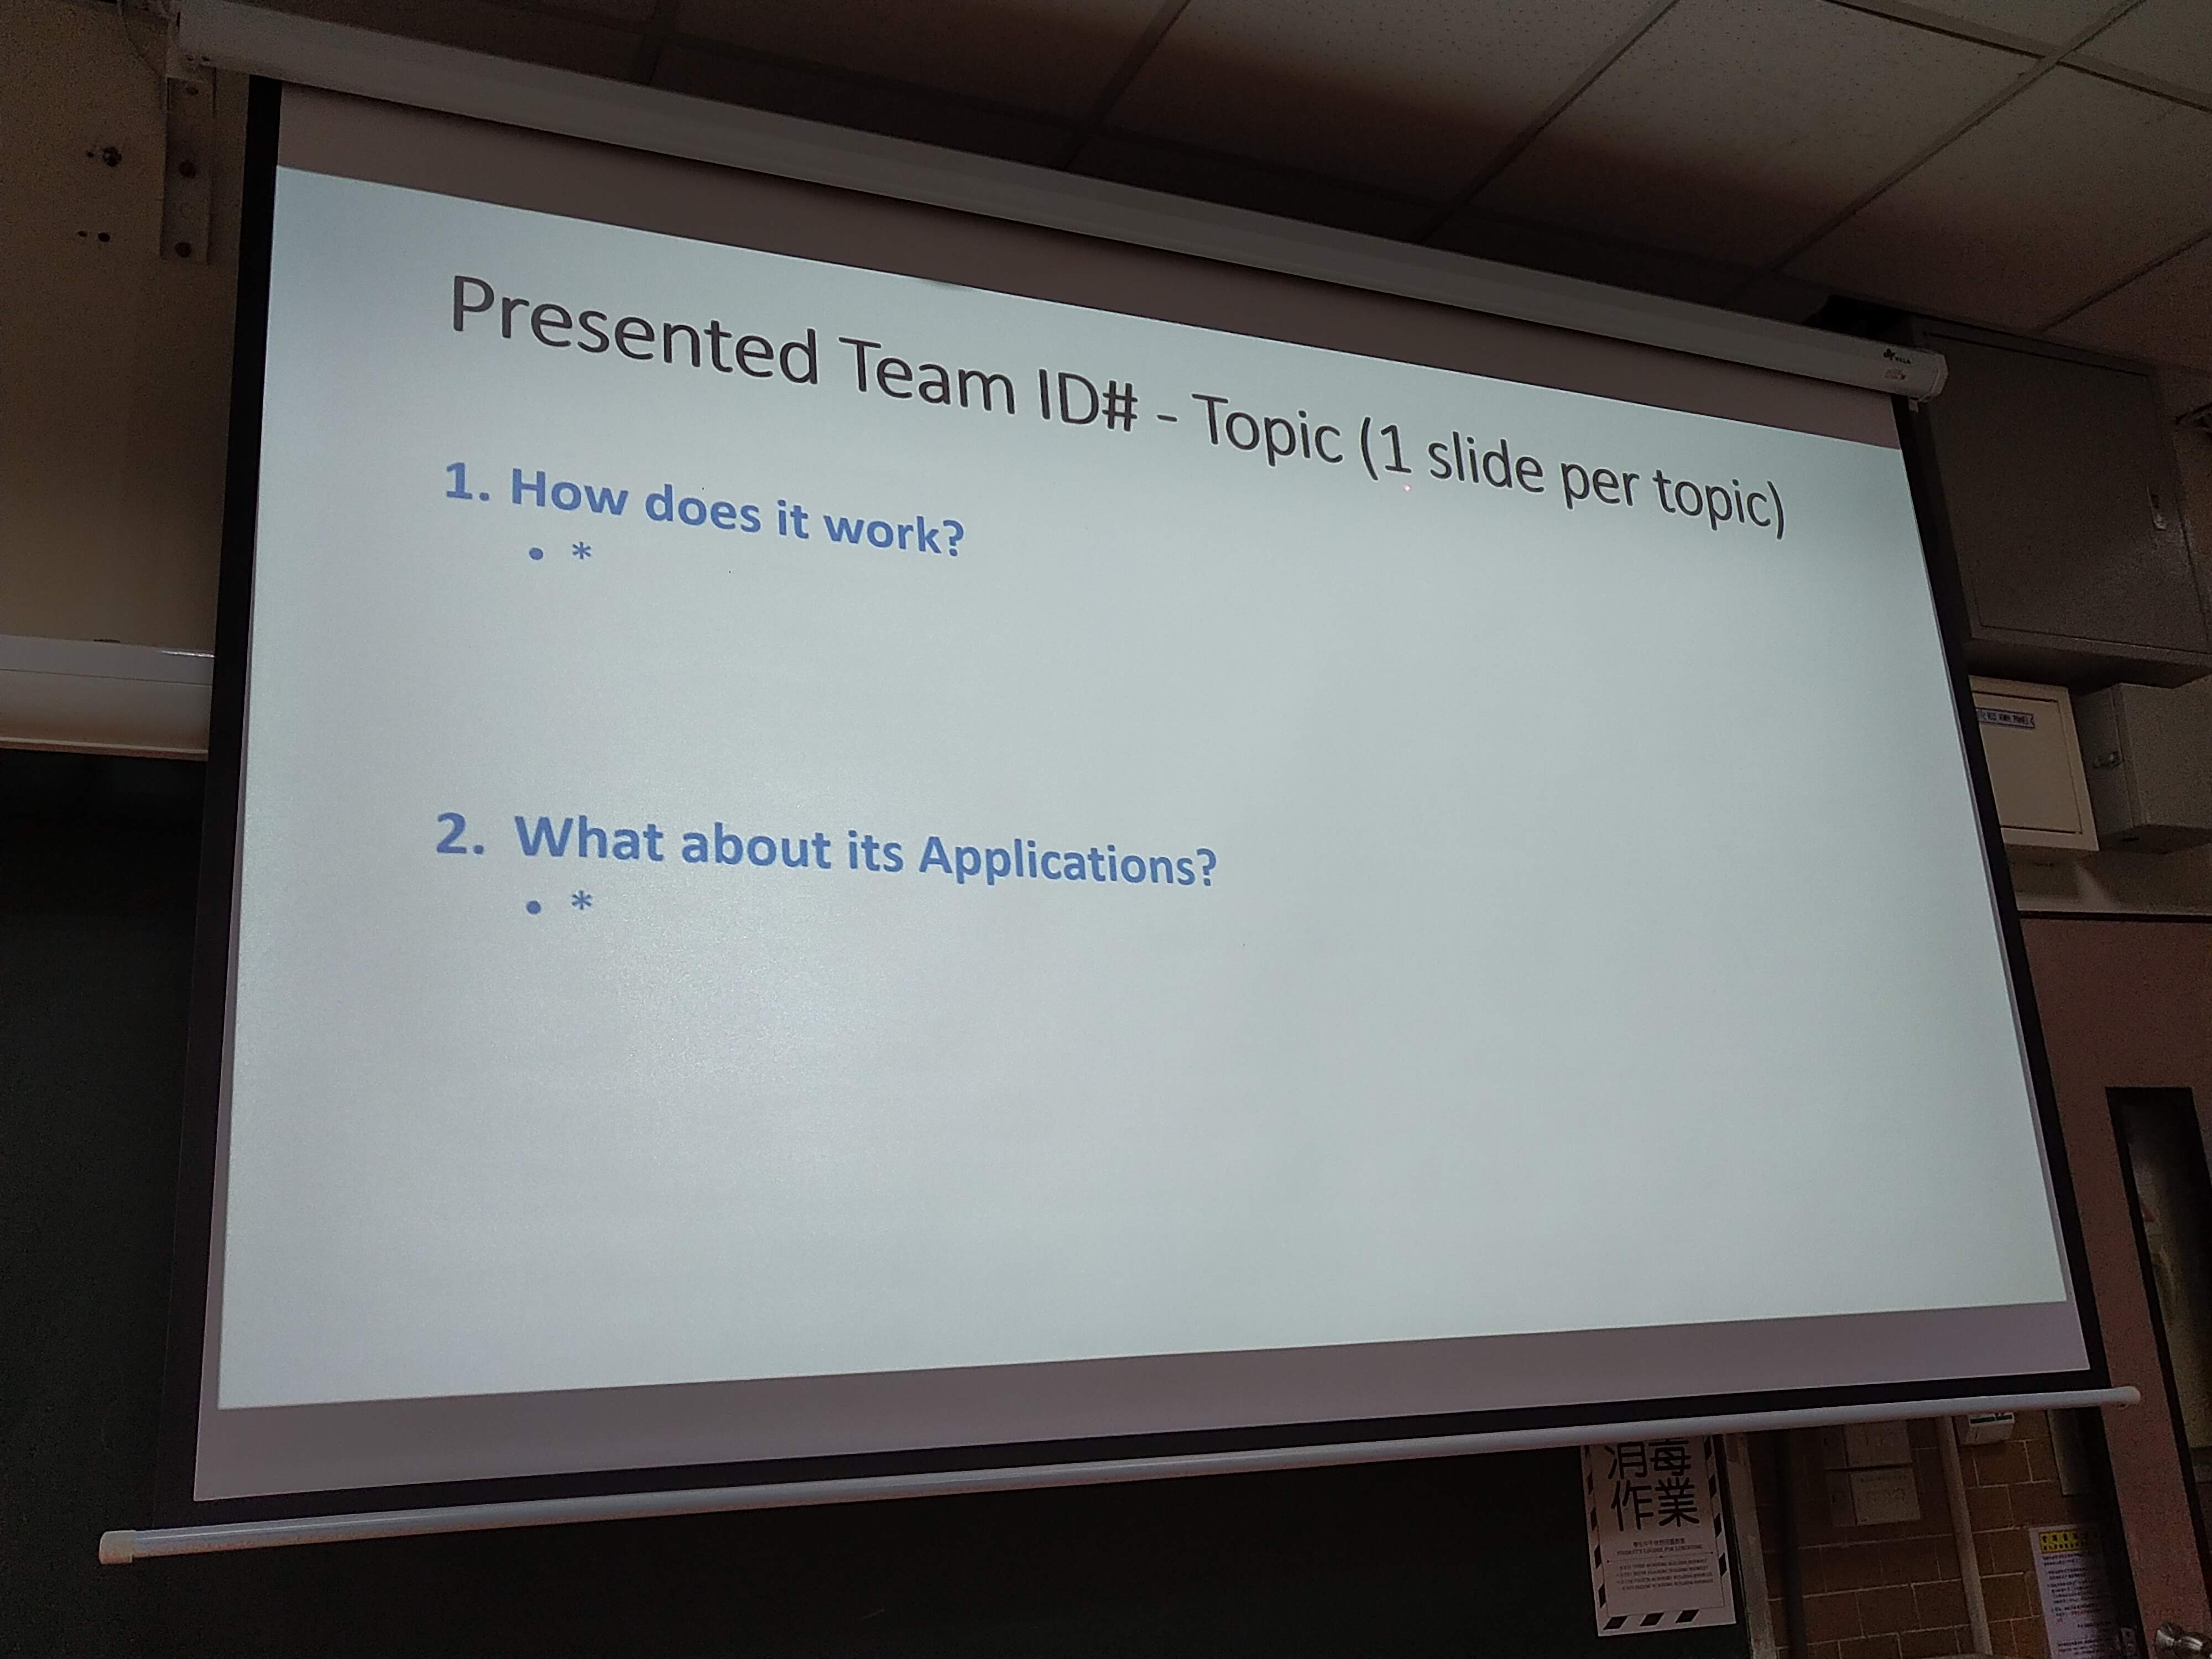 Presented Team ID# - Topic (1 slide per topic)
1. How does it work?
• *
2. What about its Applications?
• *
消毒
作業